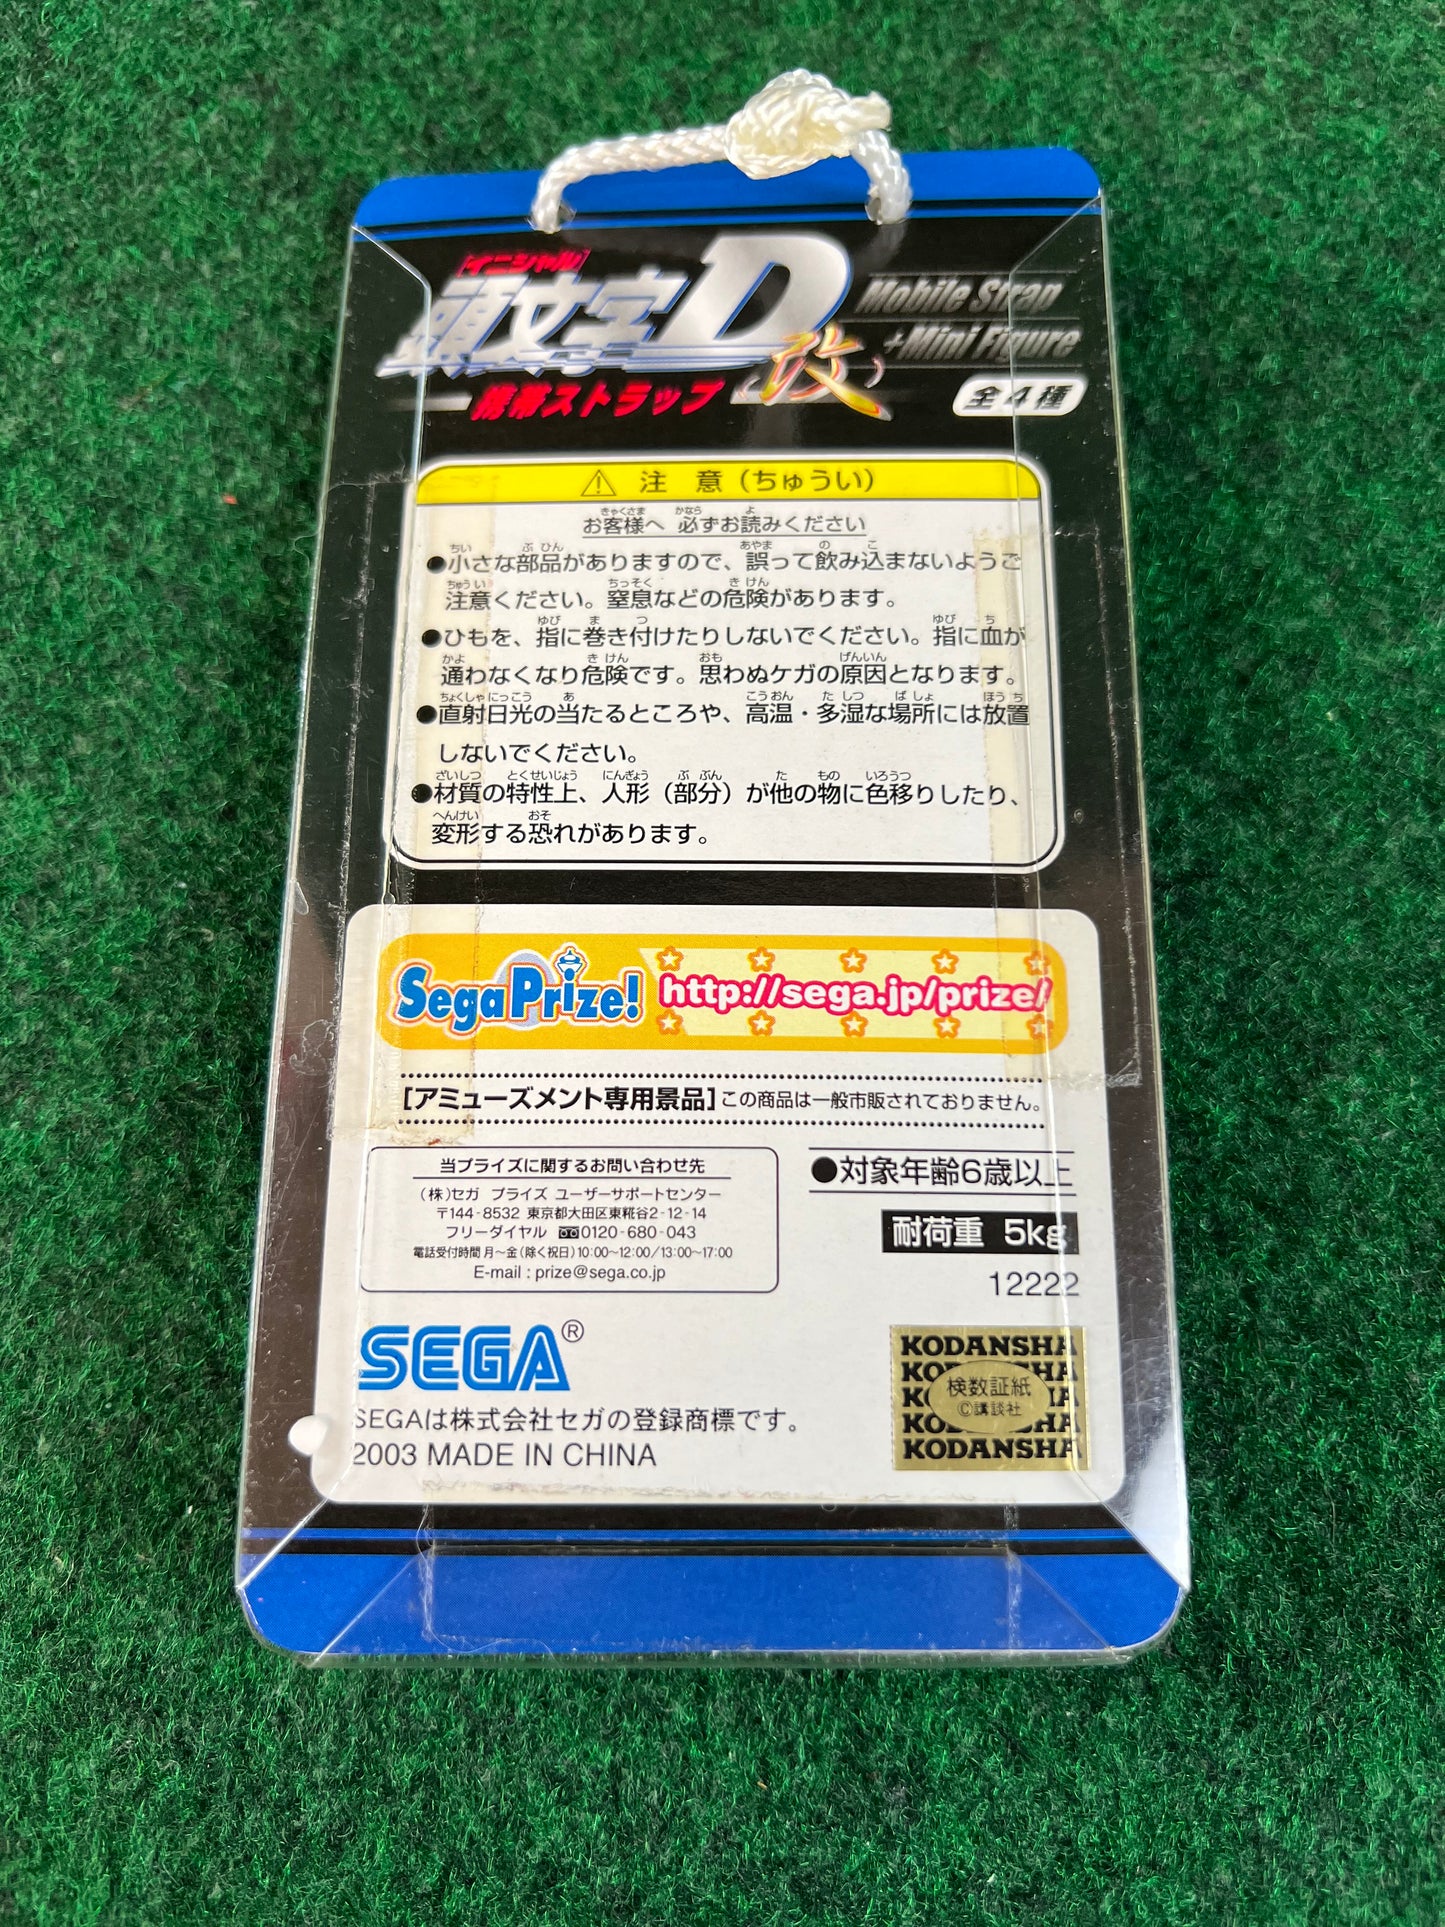 [イニシャル]
頭文字D
改
Mobile Strap
+Mini Figure
携帯ストラップ
全4種
⚠ 注 意 (ちゅうい)
お客様へ 必ずお読みください
●小さな部品がありますので、誤って飲み込まないようご
注意ください。窒息などの危険があります。
●ひもを、指に巻き付けたりしないでください。指に血が
通わなくなり危険です。思わぬケガの原因となります。
●直射日光の当たるところや、高温・多湿な場所には放置
しないでください。
●材質の特性上、人形(部分)が他の物に色移りしたり、
変形する恐れがあります。
SegaPrize! http://sega.jp/prize/
[アミューズメント専用景品]この商品は一般市販されておりません。
当プライズに関するお問い合わせ先
(株)セガ プライズ ユーザーサポートセンター
〒144-8532 東京都大田区東糀谷2-12-14
フリーダイヤル 0120-680-043
電話受付時間 月〜金(除く祝日)10:00〜12:00/13:00〜17:00
E-mail : prize@sega.co.jp
●対象年齢6歳以上
耐荷重 5kg
12222
SEGA®
SEGAは株式会社セガの登録商標です。
2003 MADE IN CHINA
KODANSHA
検数証紙
©講談社
KODANSHA